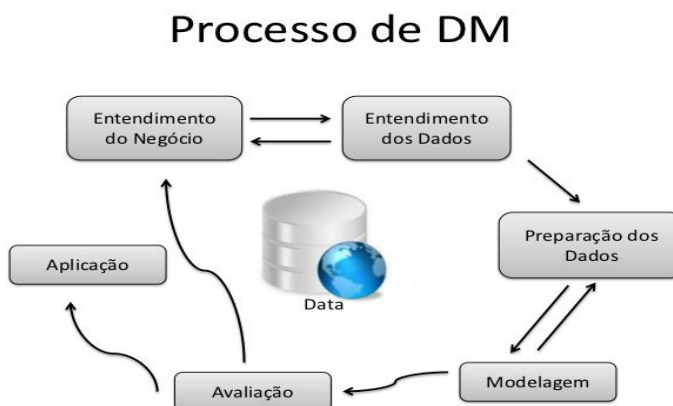 Processo de DM
Entendimento
do Negócio
Entendimento
dos Dados
Preparação dos
Dados
Aplicação
Data
Modelagem
Avaliação